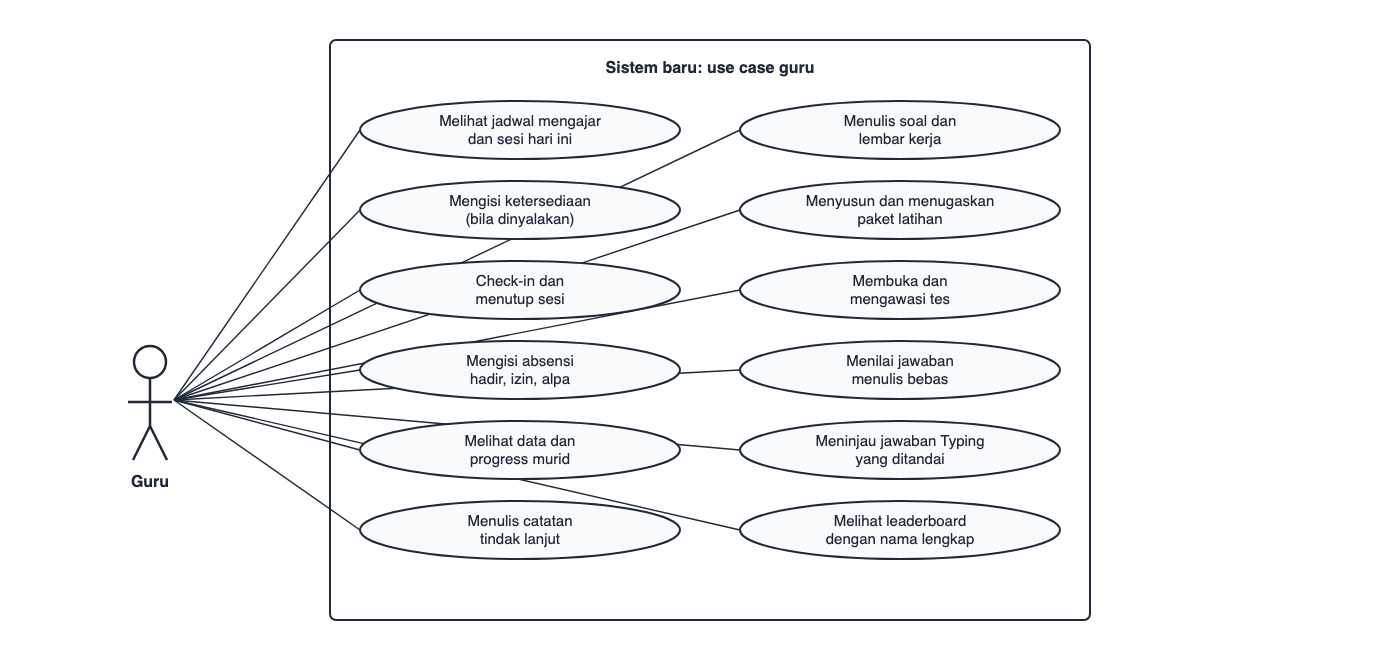 Sistem baru: use case guru
Melihat jadwal mengajar
dan sesi hari ini
Menulis soal dan
lembar kerja
Mengisi ketersediaan
(bila dinyalakan)
Menyusun dan menugaskan
paket latihan
Check-in dan
menutup sesi
Membuka dan
mengawasi tes
Mengisi absensi
hadir, izin, alpa
Menilai jawaban
menulis bebas
Melihat data dan
progress murid
Meninjau jawaban Typing
yang ditandai
Guru
Menulis catatan
tindak lanjut
Melihat leaderboard
dengan nama lengkap